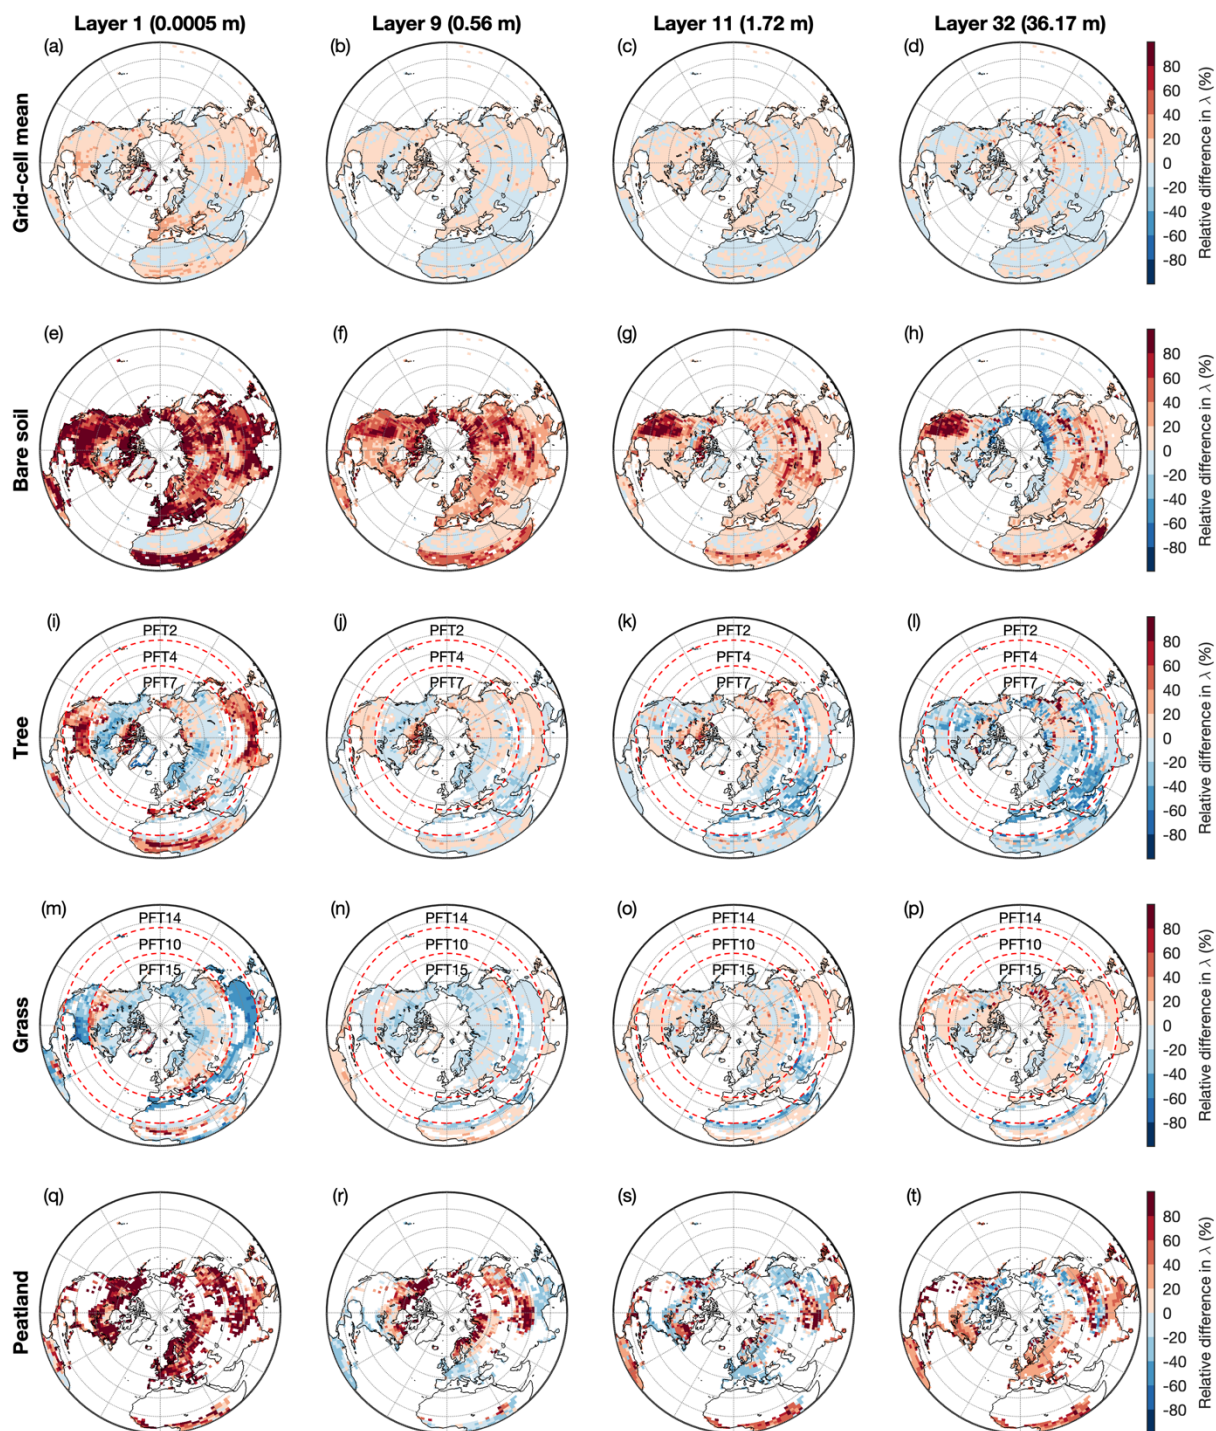 Layer 1 (0.0005 m) Layer 9 (0.56 m) Layer 11 (1.72 m) Layer 32 (36.17 m)
Grid-cell mean
(a) (b) (c) (d)
80
60
40
20
0
-20
-40
-60
-80
Relative difference in λ (%)
Bare soil
(e) (f) (g) (h)
80
60
40
20
0
-20
-40
-60
-80
Relative difference in λ (%)
Tree
(i) (j) (k) (l)
PFT2 PFT2 PFT2 PFT2
PFT4 PFT4 PFT4 PFT4
PFT7 PFT7 PFT7 PFT7
80
60
40
20
0
-20
-40
-60
-80
Relative difference in λ (%)
Grass
(m) (n) (o) (p)
PFT14 PFT14 PFT14 PFT14
PFT10 PFT10 PFT10 PFT10
PFT15 PFT15 PFT15 PFT15
80
60
40
20
0
-20
-40
-60
-80
Relative difference in λ (%)
Peatland
(q) (r) (s) (t)
80
60
40
20
0
-20
-40
-60
-80
Relative difference in λ (%)